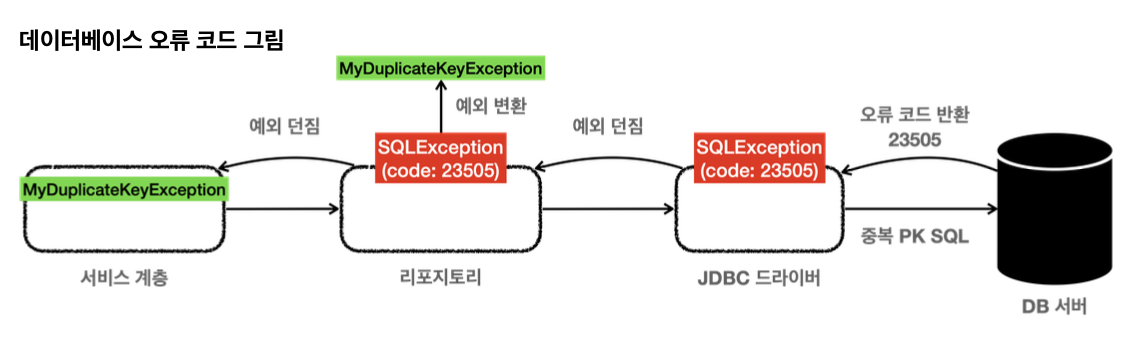 데이터베이스 오류 코드 그림
MyDuplicateKeyException
예외 변환
예외 던짐
예외 던짐
오류 코드 반환
23505
SQLException
(code: 23505)
SQLException
(code: 23505)
MyDuplicateKeyException
중복 PK SQL
서비스 계층
리포지토리
JDBC 드라이버
DB 서버